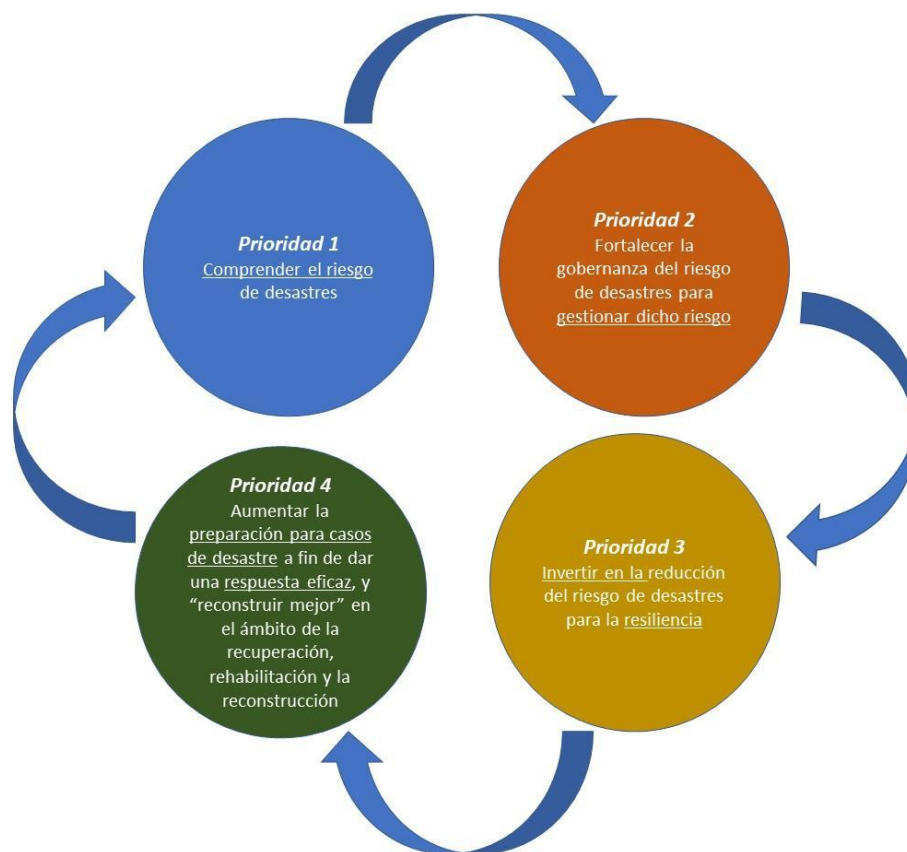 Prioridad 1
Comprender el riesgo
de desastres
Prioridad 2
Fortalecer la
gobernanza del riesgo
de desastres para
gestionar dicho riesgo
Prioridad 3
Invertir en la reducción
del riesgo de desastres
para la resiliencia
Prioridad 4
Aumentar la
preparación para casos
de desastre a fin de dar
una respuesta eficaz, y
“reconstruir mejor” en
el ámbito de la
recuperación,
rehabilitación y la
reconstrucción